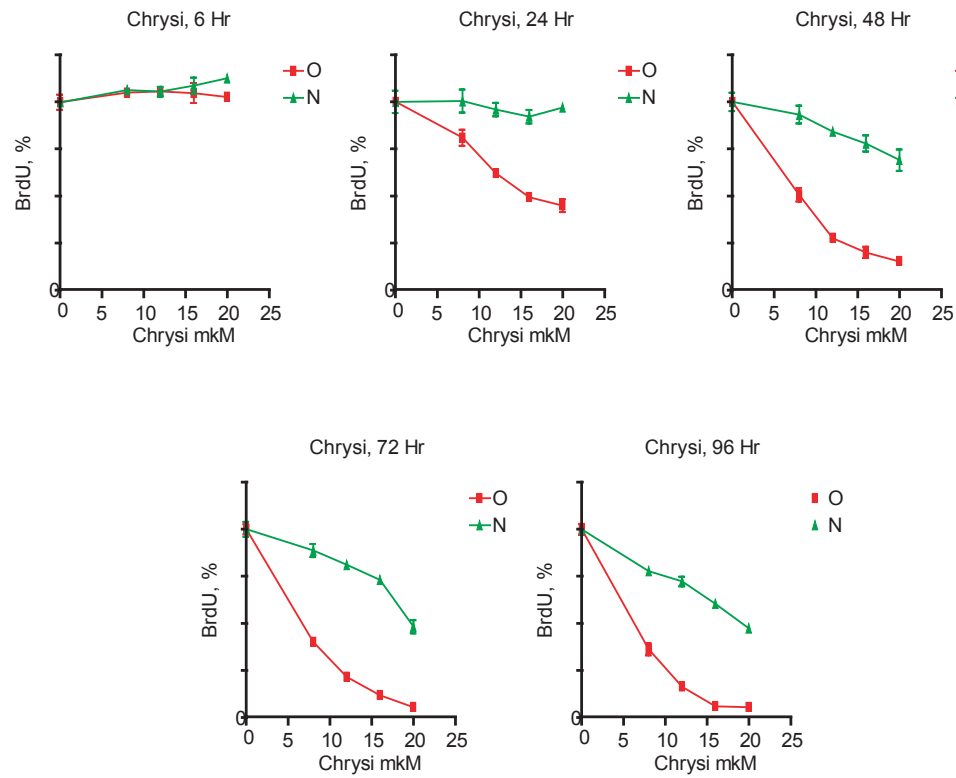 Chrysi, 6 Hr
O
N
BrdU, %
0
0 5 10 15 20 25
Chrysi mkM
Chrysi, 24 Hr
O
N
BrdU, %
0
0 5 10 15 20 25
Chrysi mkM
Chrysi, 48 Hr
BrdU, %
0
0 5 10 15 20 25
Chrysi mkM
Chrysi, 72 Hr
O
N
BrdU, %
0
0 5 10 15 20 25
Chrysi mkM
Chrysi, 96 Hr
O
N
BrdU, %
0
0 5 10 15 20 25
Chrysi mkM